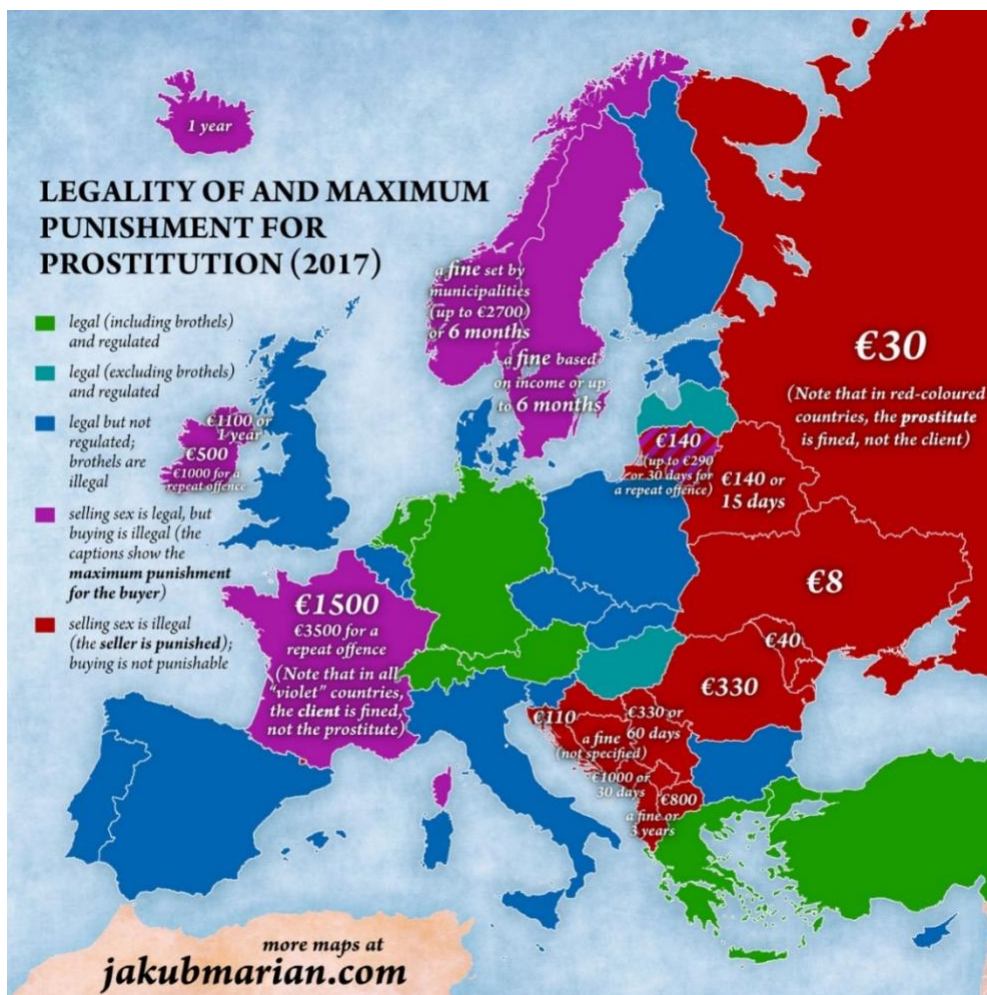 1 year
LEGALITY OF AND MAXIMUM
PUNISHMENT FOR
PROSTITUTION (2017)
legal (including brothels)
and regulated
legal (excluding brothels)
and regulated
legal but not
regulated;
brothels are
illegal
selling sex is legal, but
buying is illegal (the
captions show the
maximum punishment
for the buyer)
selling sex is illegal
(the seller is punished);
buying is not punishable
a fine set by
municipalities
(up to €2700)
or 6 months
a fine based
on income or up
to 6 months
€30
(Note that in red-coloured
countries, the prostitute
is fined, not the client)
€1100 or
1 year
€500
€1000 for a
repeat offence
€140
(up to €290
or 30 days for
a repeat offence)
€140 or
15 days
€8
€1500
€3500 for a
repeat offence
(Note that in all
"violet" countries,
the client is fined,
not the prostitute)
€40
€330
€110
€330 or
60 days
a fine
(not specified)
€1000 or
30 days
€800
a fine or
3 years
more maps at
jakubmarian.com